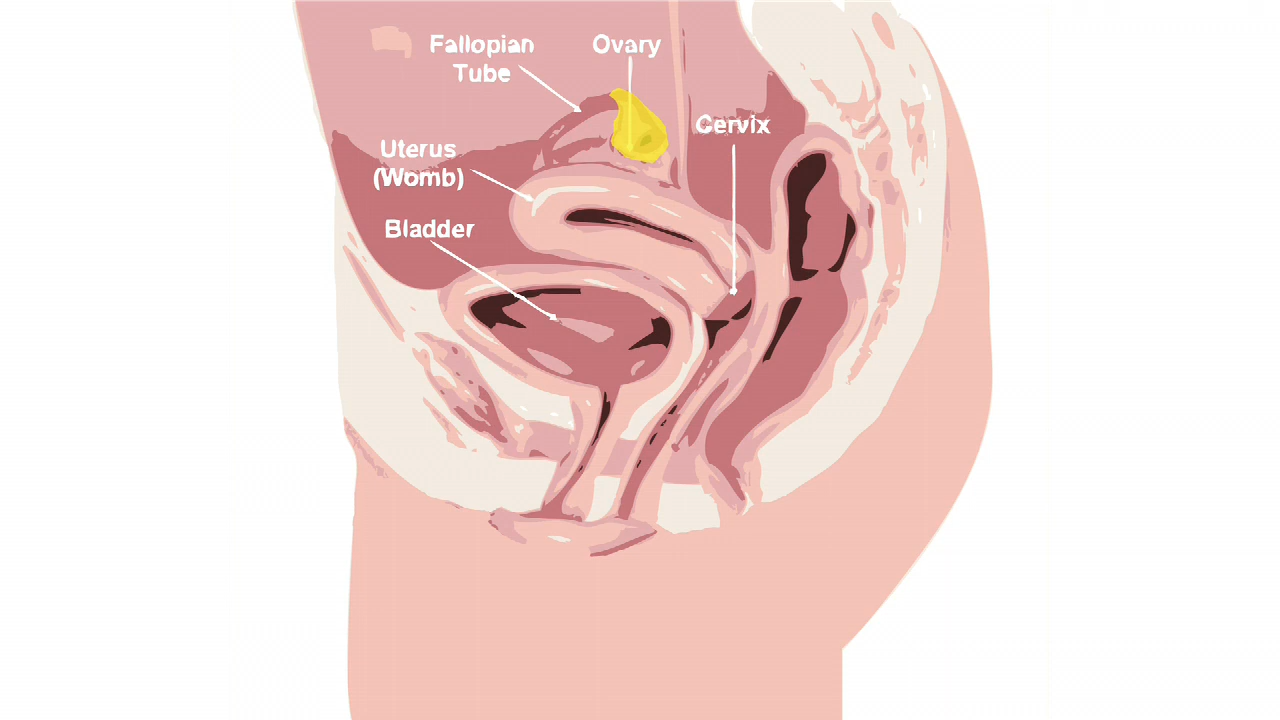 Fallopian
Tube
Ovary
Cervix
Uterus
(Womb)
Bladder